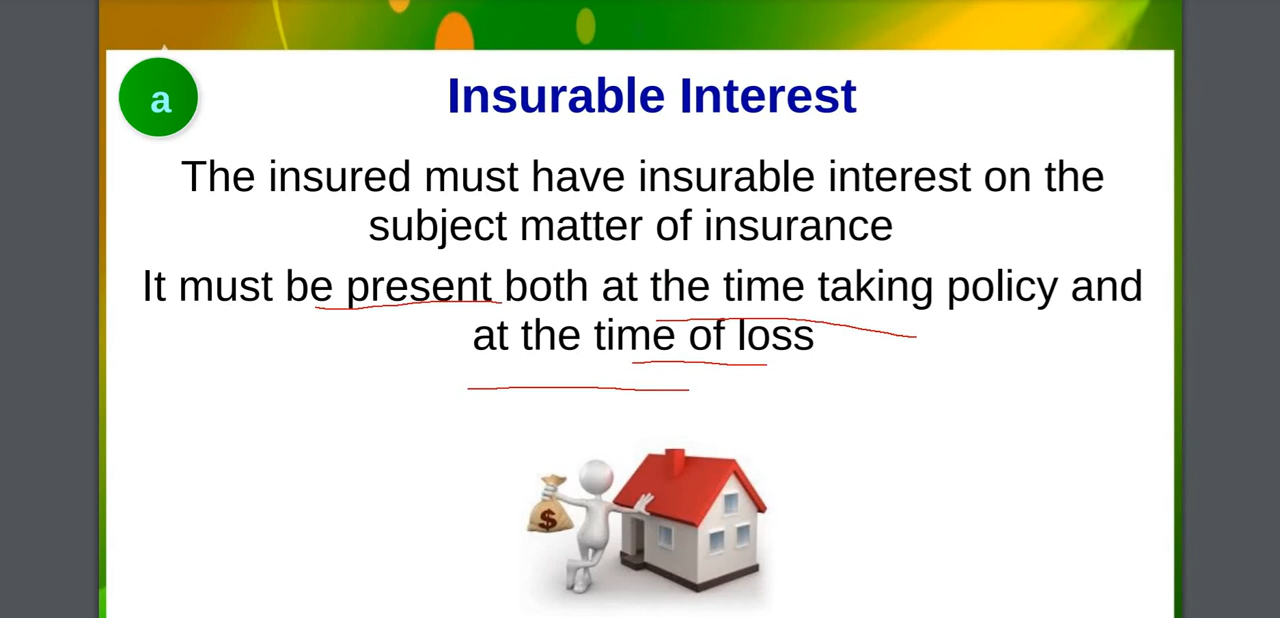 a
Insurable Interest
The insured must have insurable interest on the
subject matter of insurance
It must be present both at the time taking policy and
at the time of loss
$